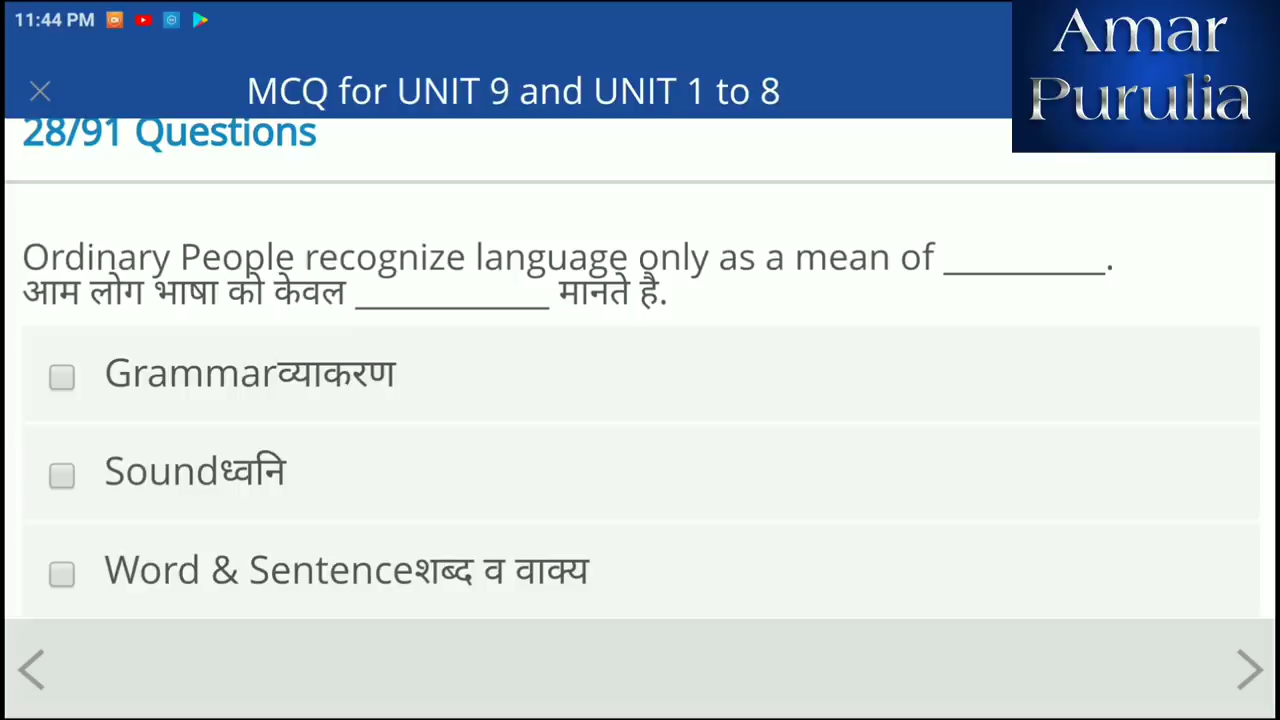 11:44 PM
Amar
Purulia
MCQ for UNIT 9 and UNIT 1 to 8
28/91 Questions
Ordinary People recognize language only as a mean of __________.
आम लोग भाषा को केवल ____________ मानते है.
Grammarव्याकरण
Soundध्वनि
Word & Sentenceशब्द व वाक्य